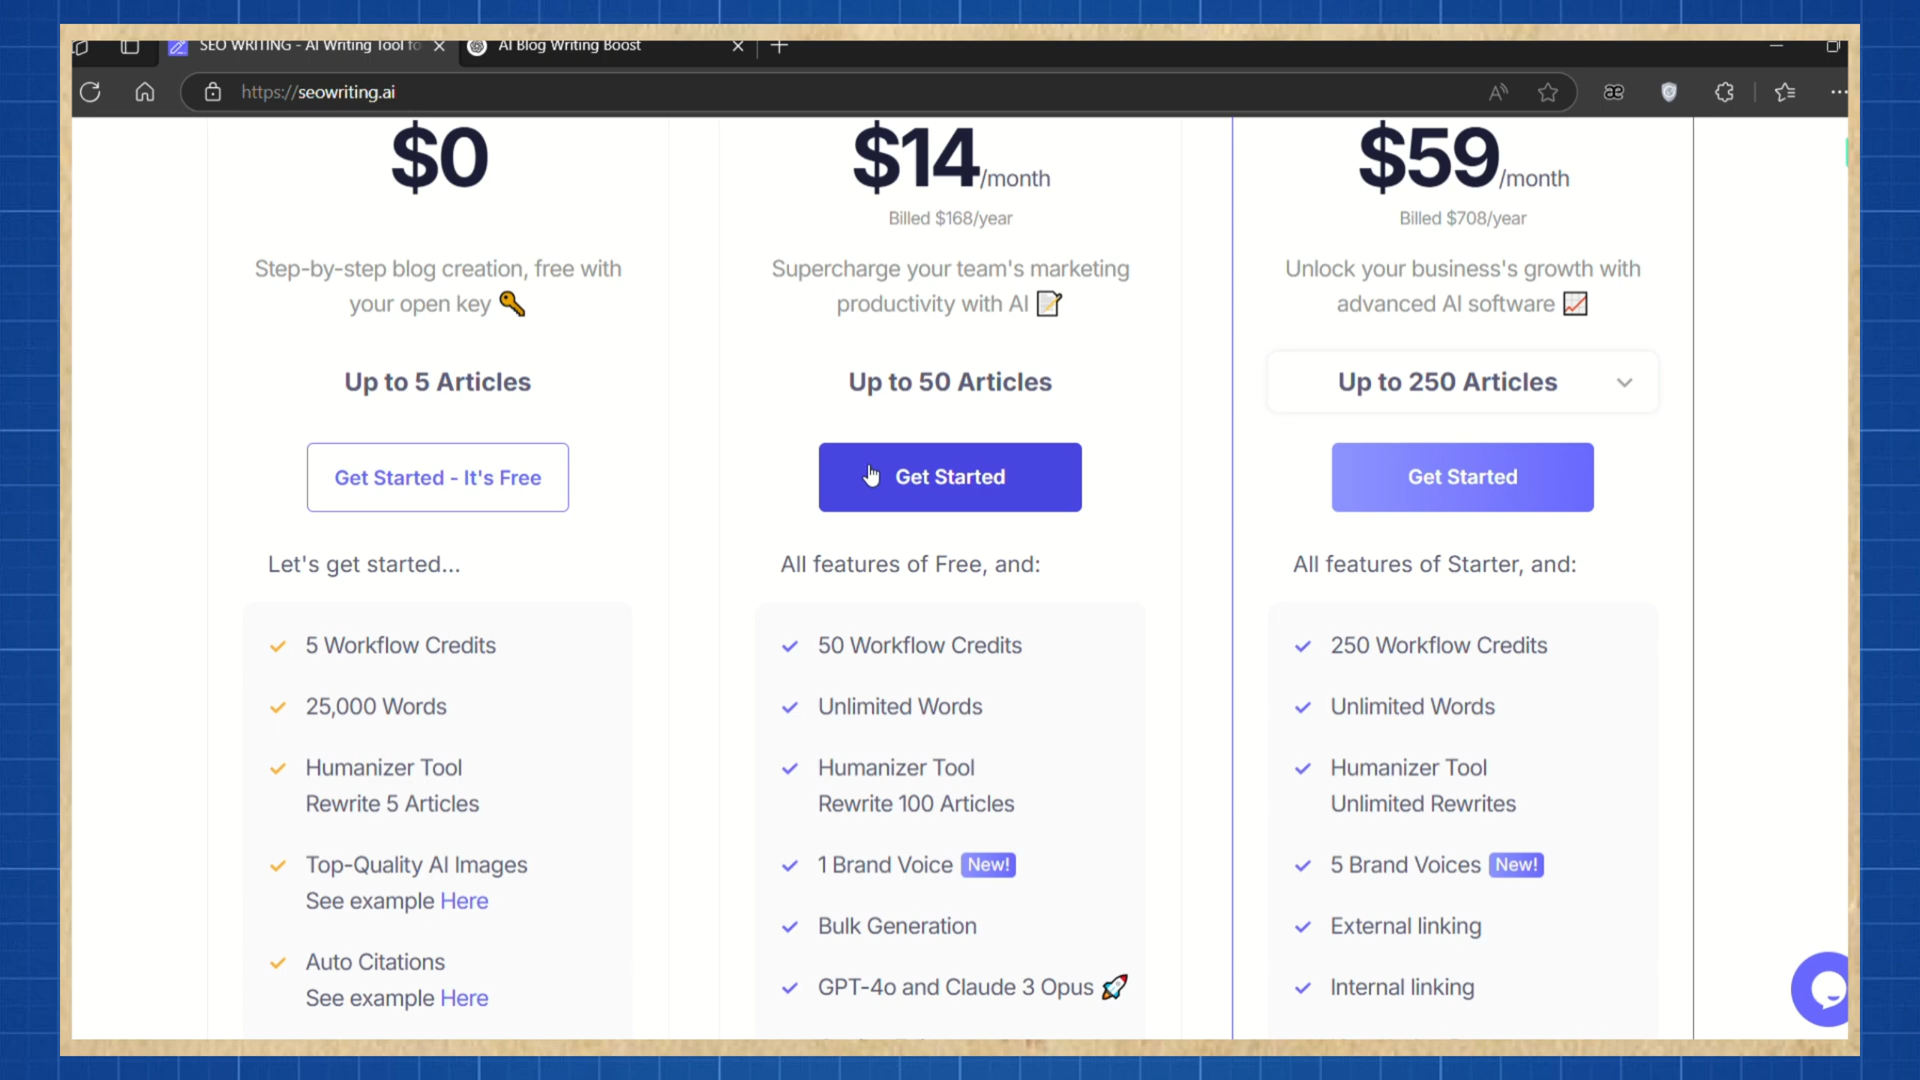 SEO WRITING - AI Writing Tool fo
AI Blog Writing Boost
https://seowriting.ai
$0
Step-by-step blog creation, free with
your open key 🔑
Up to 5 Articles
Get Started - It's Free
Let's get started...
5 Workflow Credits
25,000 Words
Humanizer Tool
Rewrite 5 Articles
Top-Quality AI Images
See example Here
Auto Citations
See example Here
$14/month
Billed $168/year
Supercharge your team's marketing
productivity with AI 📝
Up to 50 Articles
Get Started
All features of Free, and:
50 Workflow Credits
Unlimited Words
Humanizer Tool
Rewrite 100 Articles
1 Brand Voice New!
Bulk Generation
GPT-4o and Claude 3 Opus 🚀
$59/month
Billed $708/year
Unlock your business's growth with
advanced AI software 📈
Up to 250 Articles
Get Started
All features of Starter, and:
250 Workflow Credits
Unlimited Words
Humanizer Tool
Unlimited Rewrites
5 Brand Voices New!
External linking
Internal linking